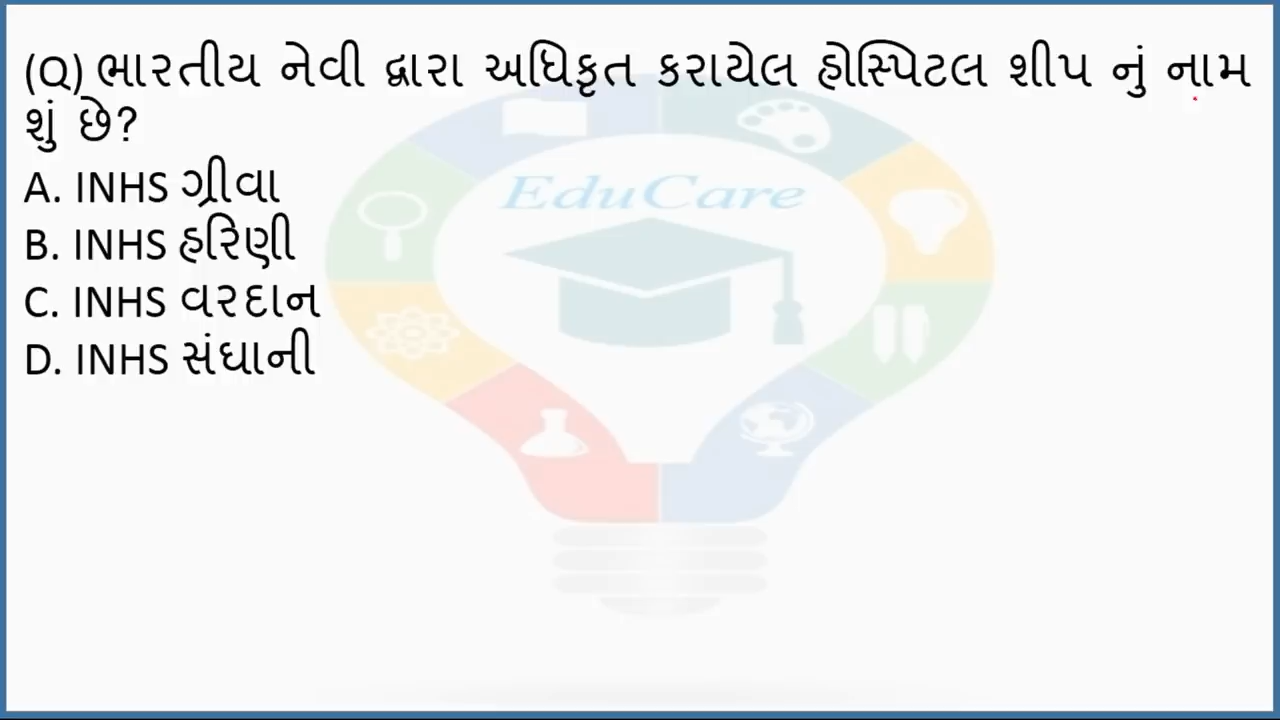 (Q) ભારતીય નેવી દ્વારા અધિકૃત કરાયેલ હોસ્પિટલ શીપ નું નામ
શું છે?
A. INHS ગ્રીવા
EduCare
B. INHS હરિણી
C. INHS વરદાન
D. INHS સંઘાની